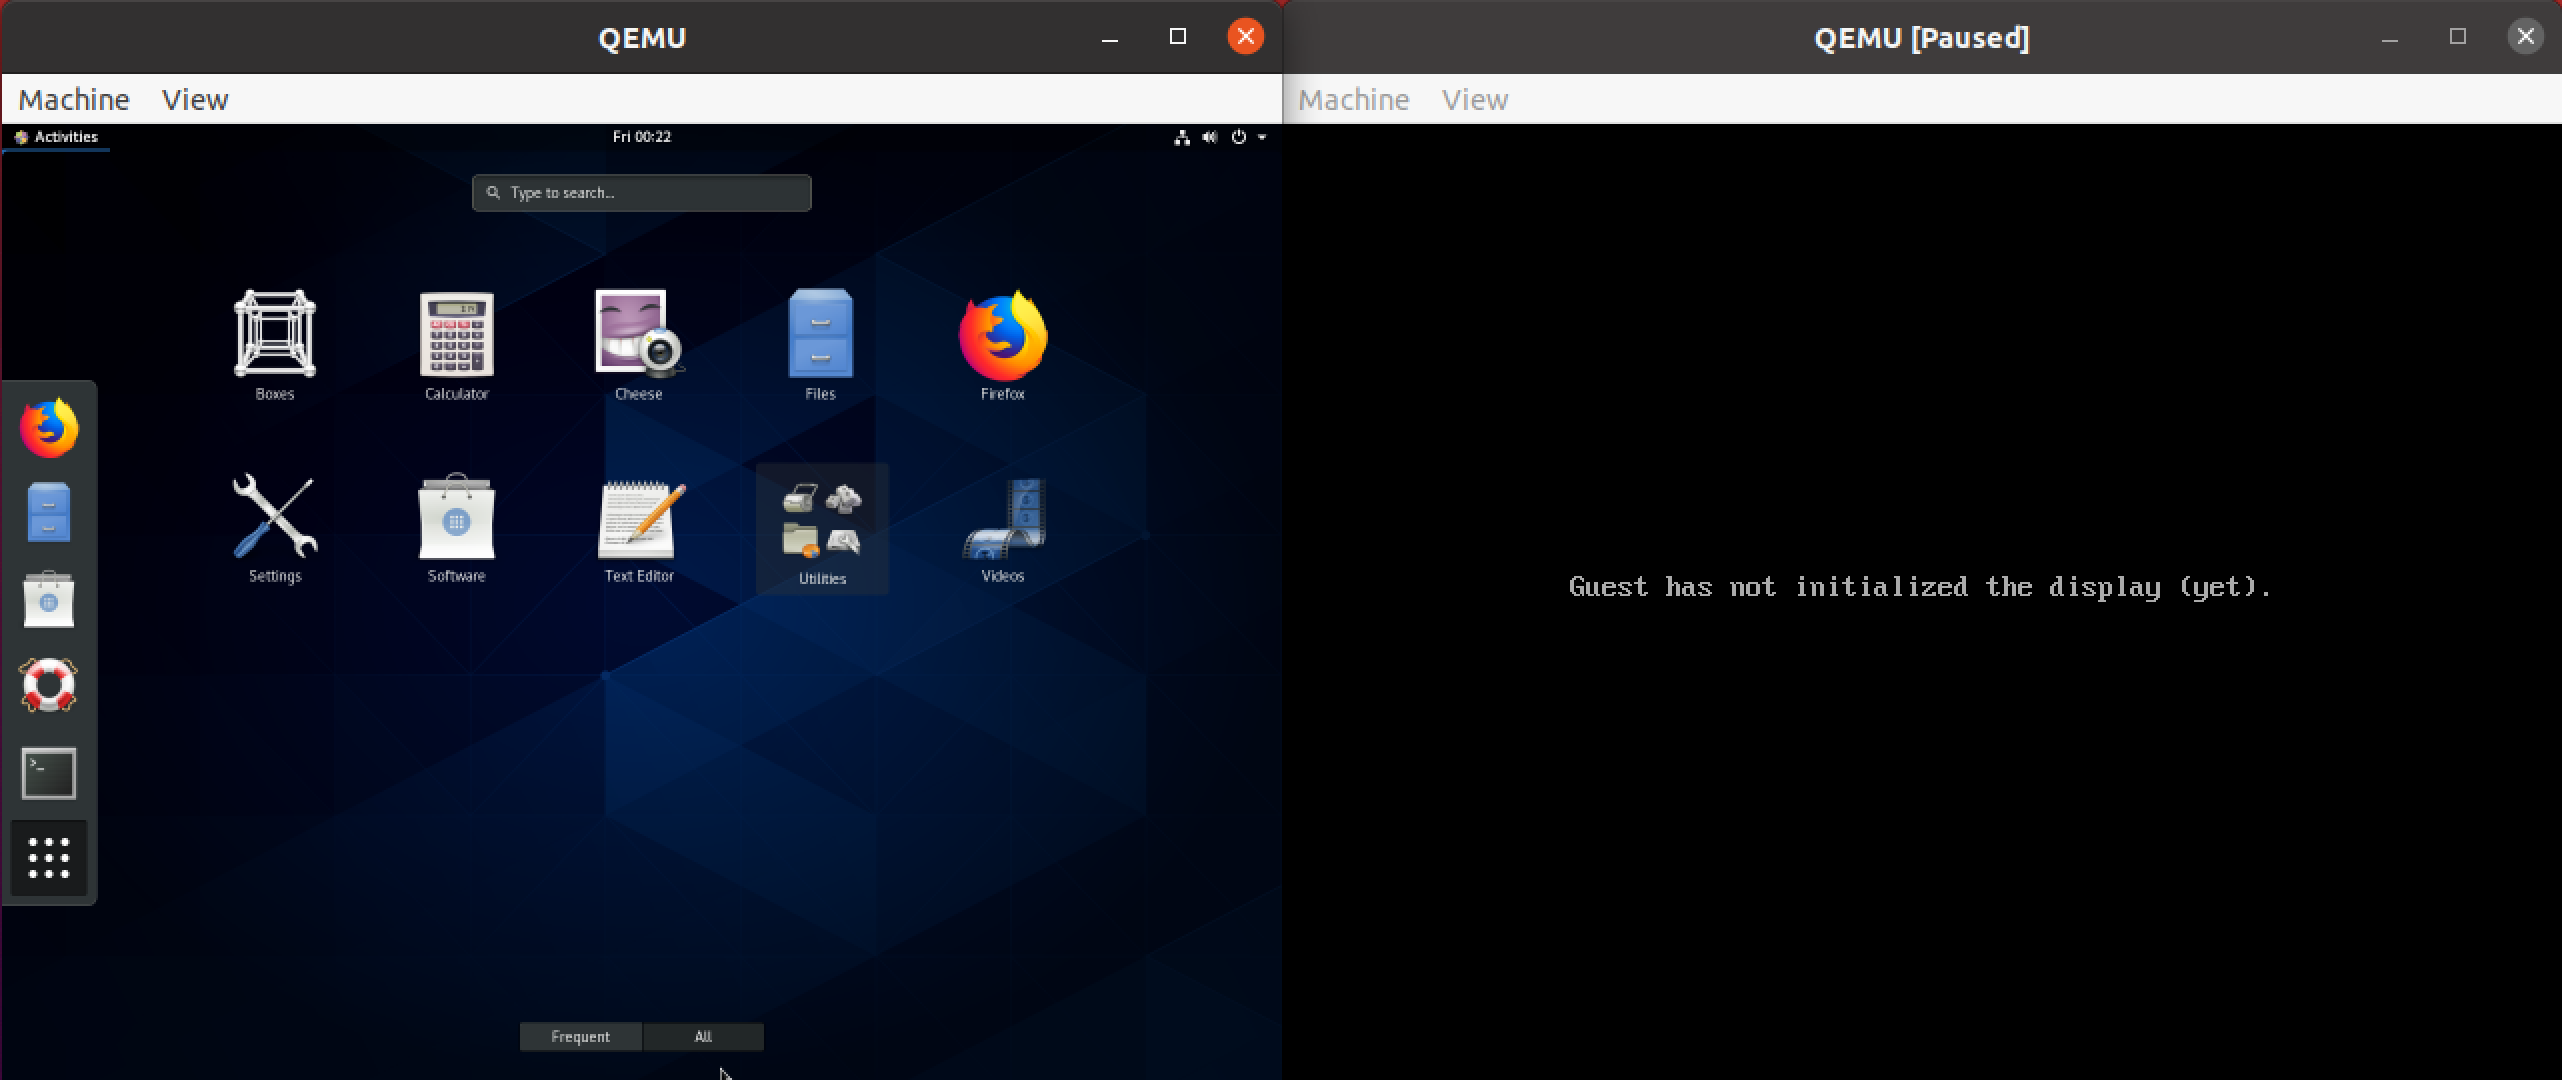 QEMU
Machine View
Activities
Fri 00:22
Type to search...
Boxes
Calculator
Cheese
Files
Firefox
Settings
Software
Text Editor
Utilities
Videos
Frequent
All
QEMU [Paused]
Machine View
Guest has not initialized the display (yet).